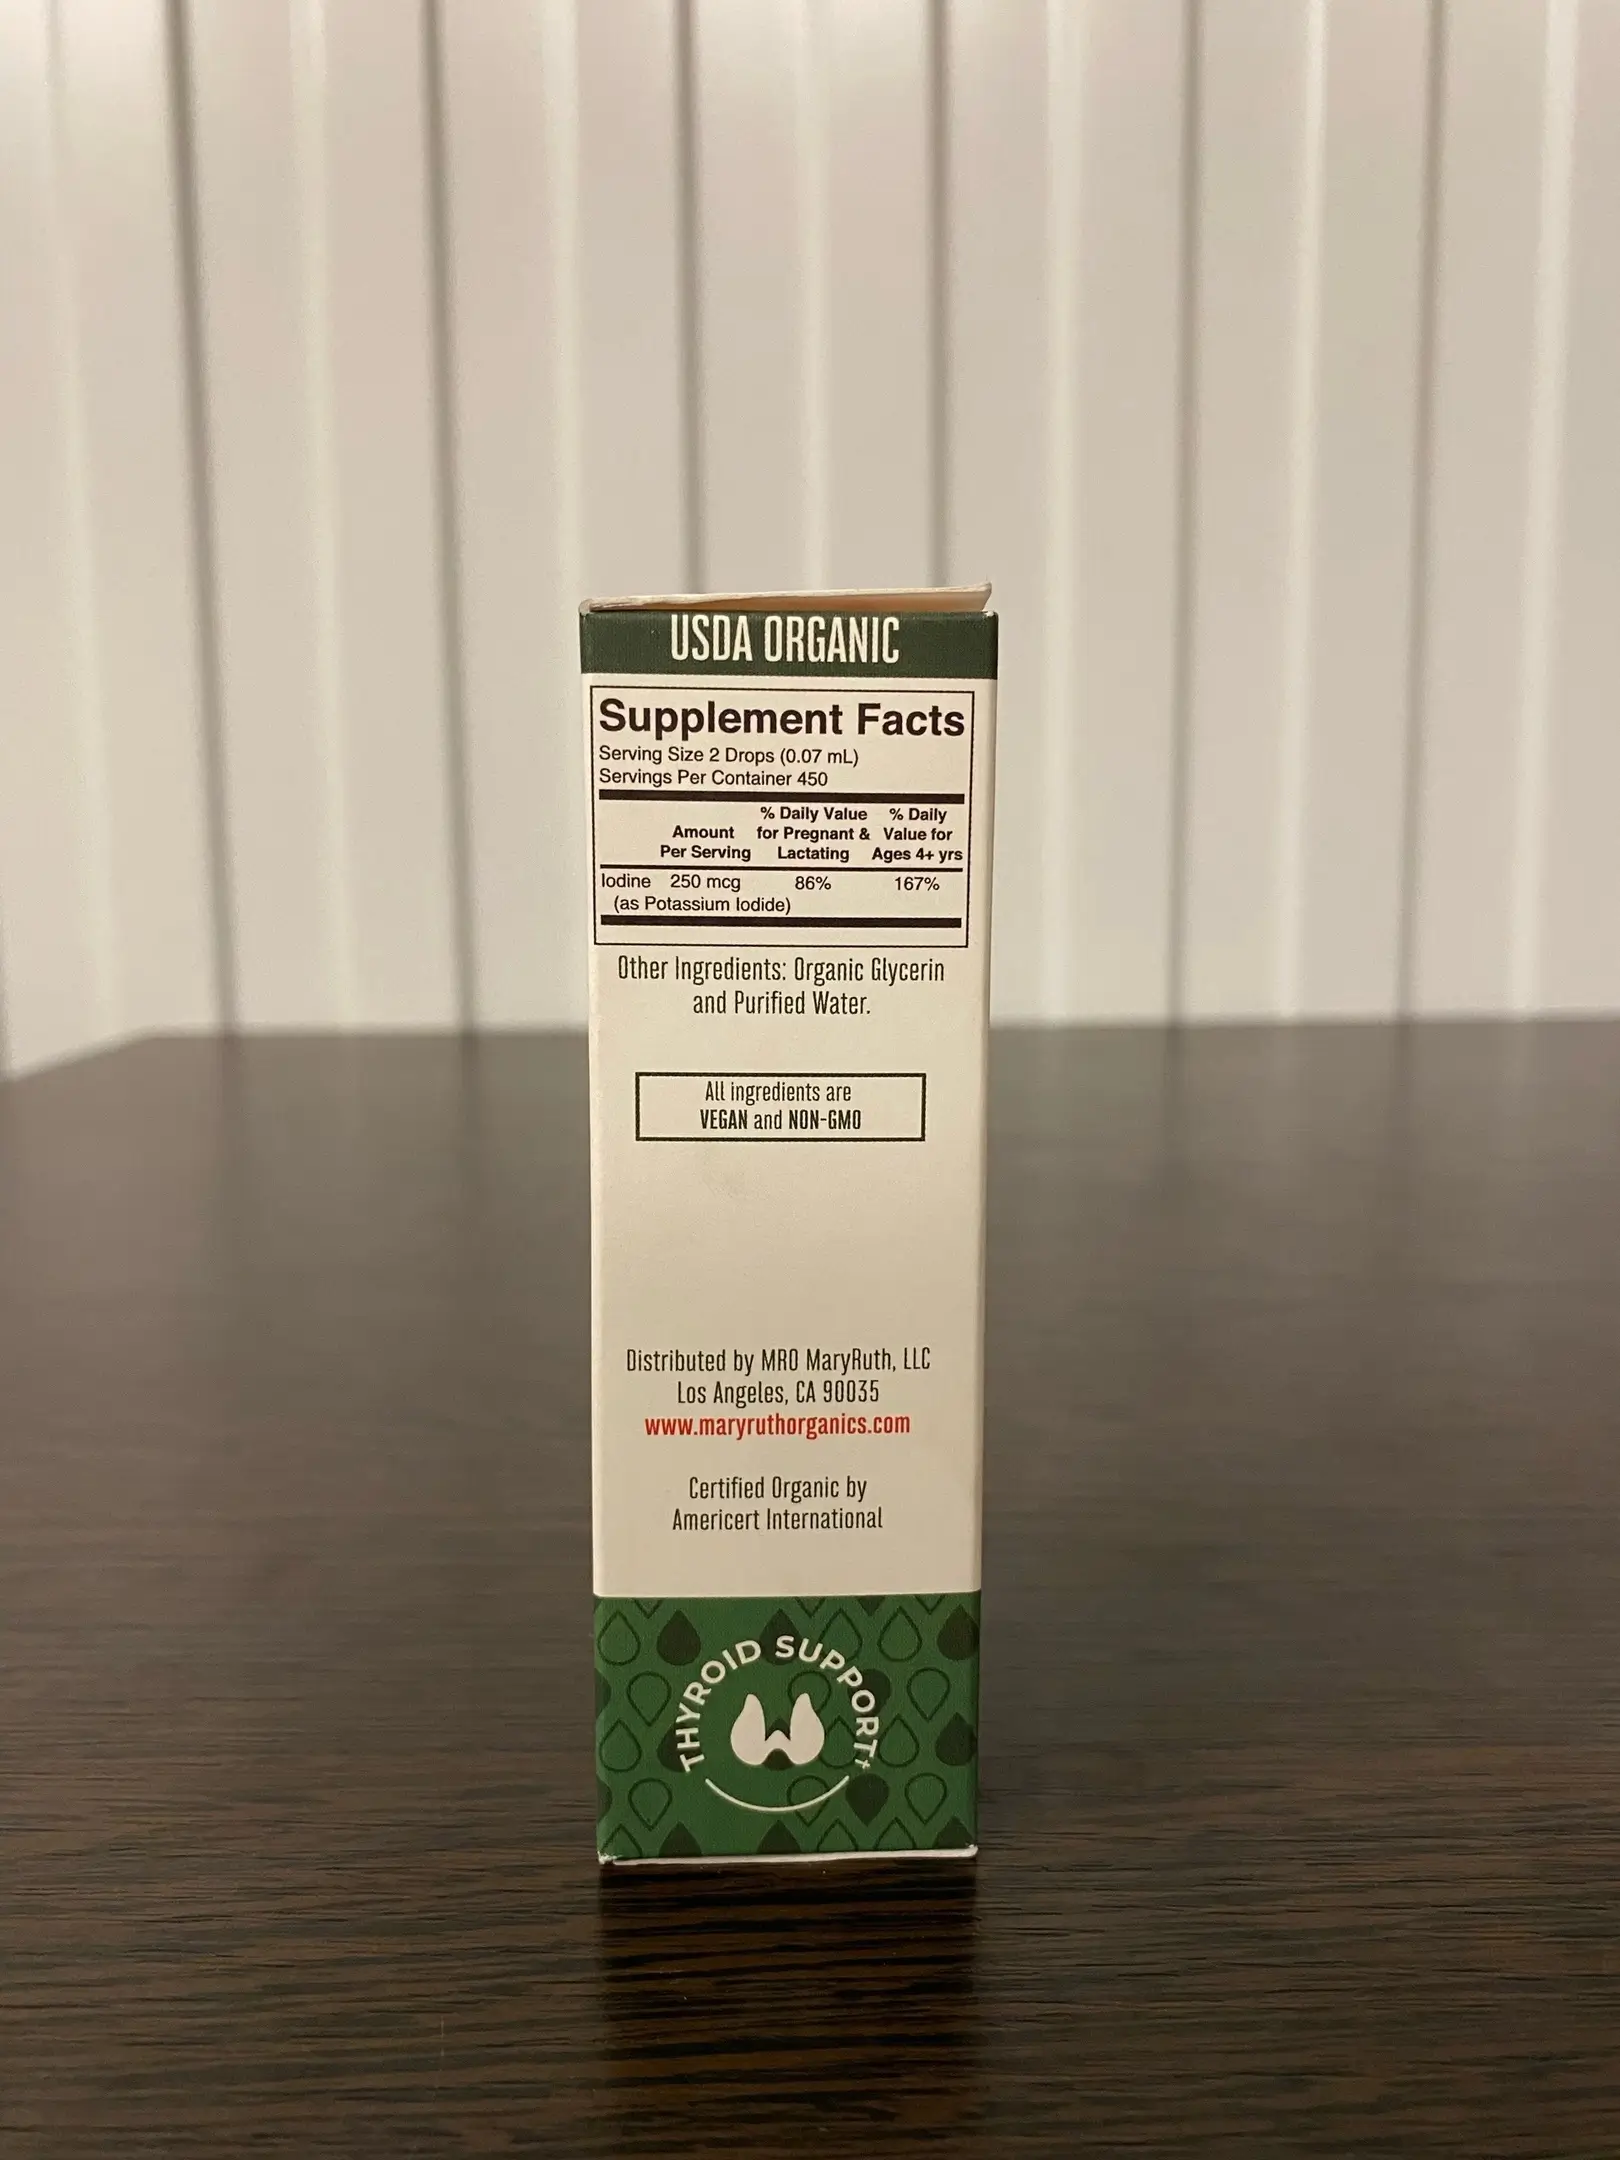 USDA ORGANIC
Supplement Facts
Serving Size 2 Drops (0.07 mL)
Servings Per Container 450
Amount Per Serving % Daily Value for Pregnant & Lactating % Daily Value for Ages 4+ yrs
Iodine 250 mcg 86% 167%
(as Potassium Iodide)
Other Ingredients: Organic Glycerin
and Purified Water.
All ingredients are
VEGAN and NON-GMO
Distributed by MRO MaryRuth, LLC
Los Angeles, CA 90035
www.maryruthorganics.com
Certified Organic by
Americert International
THYROID SUPPORT+